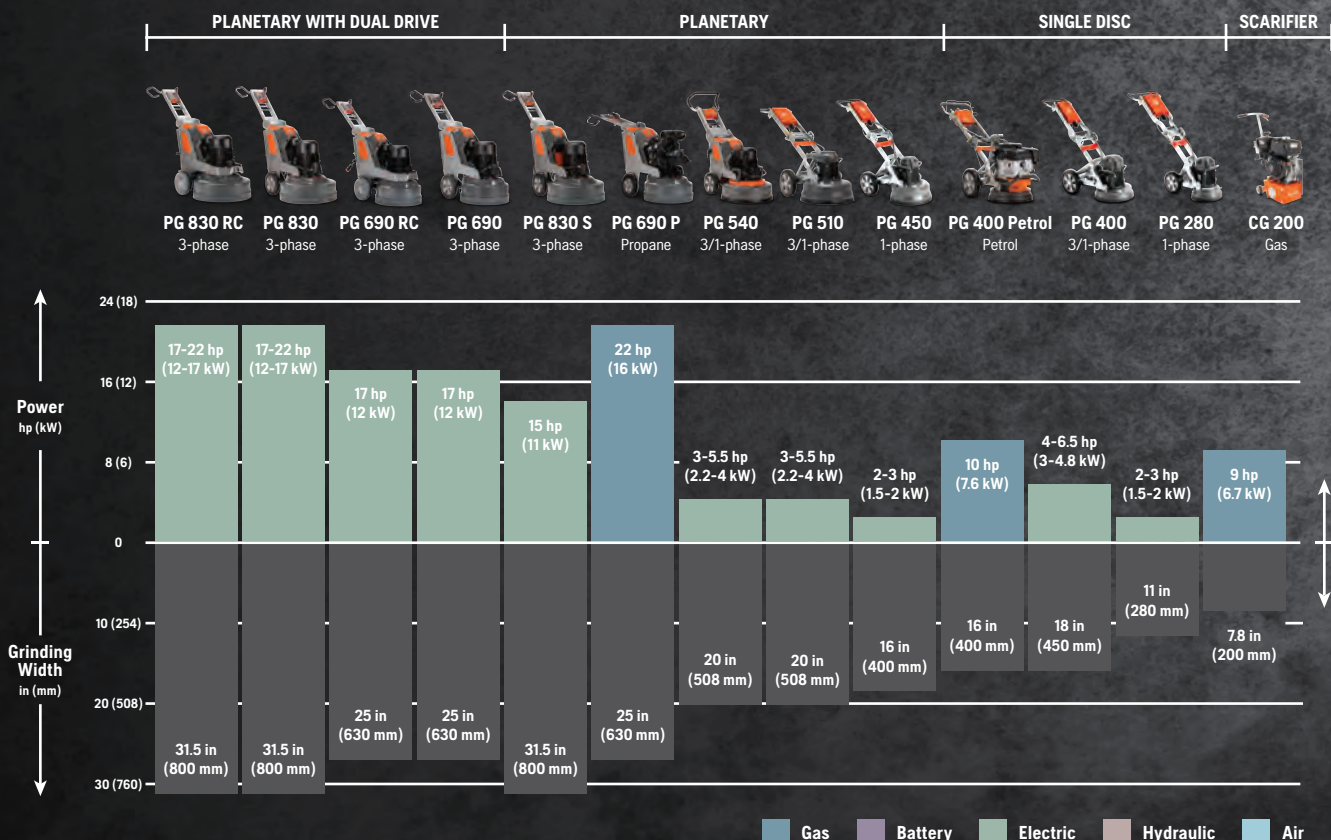 PLANETARY WITH DUAL DRIVE
PLANETARY
SINGLE DISC
SCARIFIER
PG 830 RC
3-phase
PG 830
3-phase
PG 690 RC
3-phase
PG 690
3-phase
PG 830 S
3-phase
PG 690 P
Propane
PG 540
3/1-phase
PG 510
3/1-phase
PG 450
1-phase
PG 400 Petrol
Petrol
PG 400
3/1-phase
PG 280
1-phase
CG 200
Gas
Power
hp (kW)
24 (18)
16 (12)
8 (6)
0
17-22 hp
(12-17 kW)
17-22 hp
(12-17 kW)
17 hp
(12 kW)
17 hp
(12 kW)
15 hp
(11 kW)
22 hp
(16 kW)
3-5.5 hp
(2.2-4 kW)
3-5.5 hp
(2.2-4 kW)
2-3 hp
(1.5-2 kW)
10 hp
(7.6 kW)
4-6.5 hp
(3-4.8 kW)
2-3 hp
(1.5-2 kW)
9 hp
(6.7 kW)
Grinding
Width
in (mm)
10 (254)
20 (508)
30 (760)
31.5 in
(800 mm)
31.5 in
(800 mm)
25 in
(630 mm)
25 in
(630 mm)
31.5 in
(800 mm)
25 in
(630 mm)
20 in
(508 mm)
20 in
(508 mm)
16 in
(400 mm)
16 in
(400 mm)
18 in
(450 mm)
11 in
(280 mm)
7.8 in
(200 mm)
Gas
Battery
Electric
Hydraulic
Air